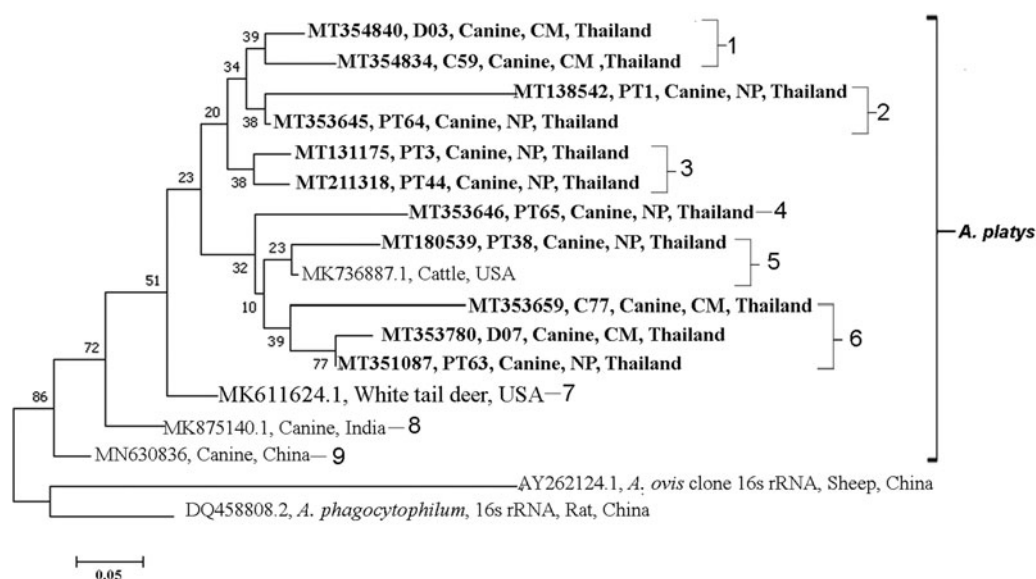 39
MT354840, D03, Canine, CM, Thailand
1
34
MT354834, C59, Canine, CM ,Thailand
MT138542, PT1, Canine, NP, Thailand
20
2
38
MT353645, PT64, Canine, NP, Thailand
MT131175, PT3, Canine, NP, Thailand
3
23
38
MT211318, PT44, Canine, NP, Thailand
MT353646, PT65, Canine, NP, Thailand 4
A. platys
23
MT180539, PT38, Canine, NP, Thailand
32
5
MK736887.1, Cattle, USA
51
10
MT353659, C77, Canine, CM, Thailand
MT353780, D07, Canine, CM, Thailand
6
39
72
77
MT351087, PT63, Canine, NP, Thailand
MK611624.1, White tail deer, USA 7
86
MK875140.1, Canine, India 8
MN630836, Canine, China 9
AY262124.1, A. ovis clone 16s rRNA, Sheep, China
DQ458808.2, A. phagocytophilum, 16s rRNA, Rat, China
0.05